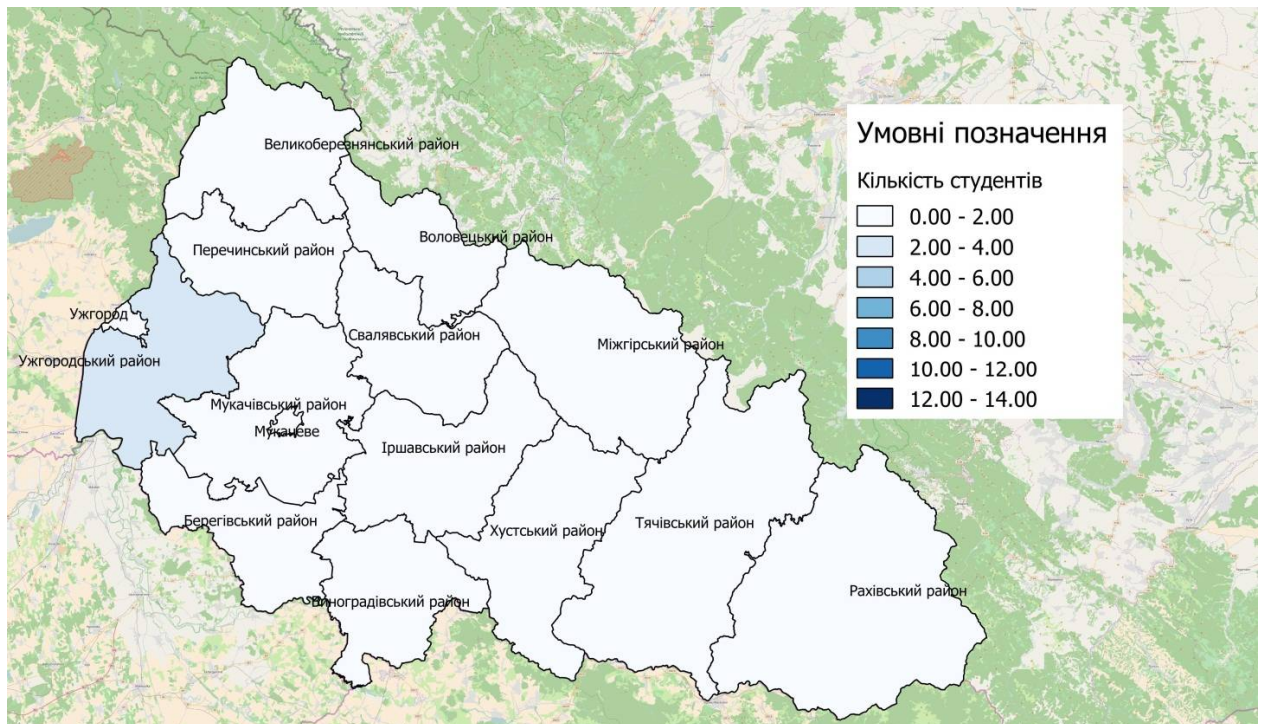 Великоберезнянський район
Воловецький район
Перечинський район
Ужгород
Свалявський район
Міжгірський район
Ужгородський район
Мукачівський район
Мукачеве
Іршавський район
Берегівський район
Хустський район
Тячівський район
Виноградівський район
Рахівський район
Умовні позначення
Кількість студентів
0.00 - 2.00
2.00 - 4.00
4.00 - 6.00
6.00 - 8.00
8.00 - 10.00
10.00 - 12.00
12.00 - 14.00